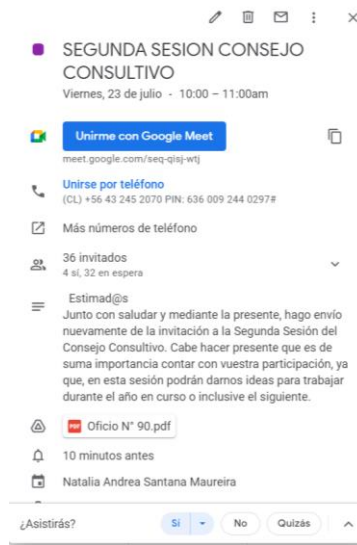 SEGUNDA SESION CONSEJO
CONSULTIVO
Viernes, 23 de julio - 10:00 – 11:00am
Unirme con Google Meet
meet.google.com/seq-qisj-wtj
Unirse por teléfono
(CL) +56 43 245 2070 PIN: 636 009 244 0297#
Más números de teléfono
36 invitados
4 sí, 32 en espera
Estimad@s
Junto con saludar y mediante la presente, hago envío
nuevamente de la invitación a la Segunda Sesión del
Consejo Consultivo. Cabe hacer presente que es de
suma importancia contar con vuestra participación, ya
que, en esta sesión podrán darnos ideas para trabajar
durante el año en curso o inclusive el siguiente.
PDF Oficio N° 90.pdf
10 minutos antes
Natalia Andrea Santana Maureira
¿Asistirás? Sí No Quizás